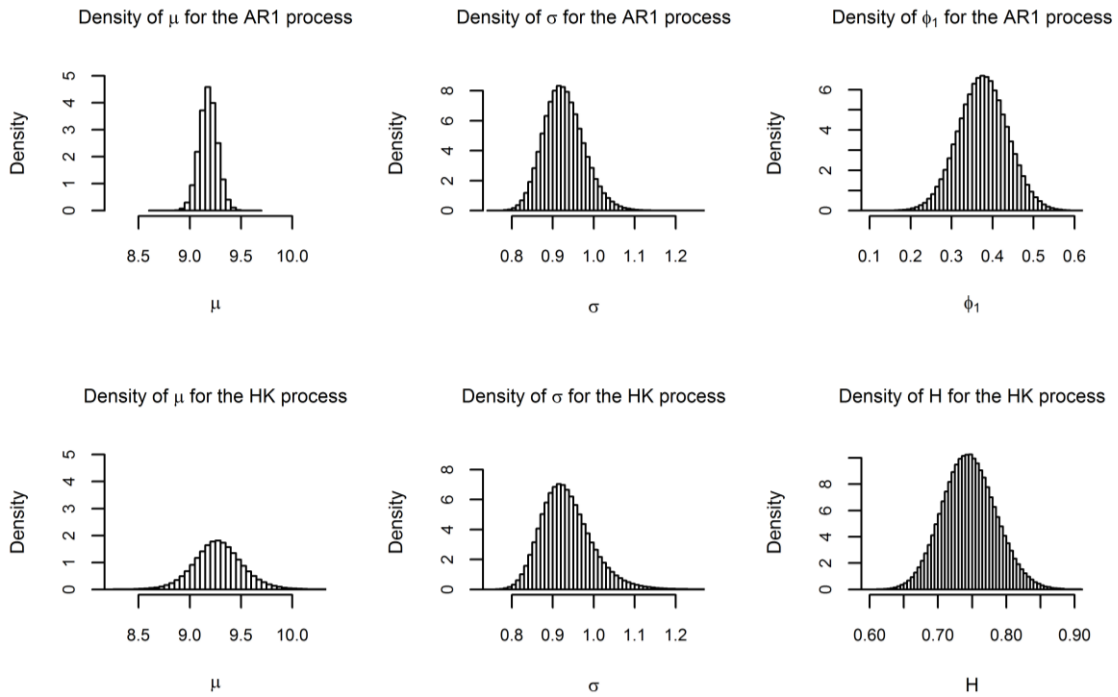 Density of μ for the AR1 process
Density
5
4
3
2
1
0
8.5 9.0 9.5 10.0
μ
Density of σ for the AR1 process
Density
8
6
4
2
0
0.8 0.9 1.0 1.1 1.2
σ
Density of ϕ₁ for the AR1 process
Density
6
4
2
0
0.1 0.2 0.3 0.4 0.5 0.6
ϕ₁
Density of μ for the HK process
Density
5
4
3
2
1
0
8.5 9.0 9.5 10.0
μ
Density of σ for the HK process
Density
8
6
4
2
0
0.8 0.9 1.0 1.1 1.2
σ
Density of H for the HK process
Density
8
6
4
2
0
0.60 0.70 0.80 0.90
H